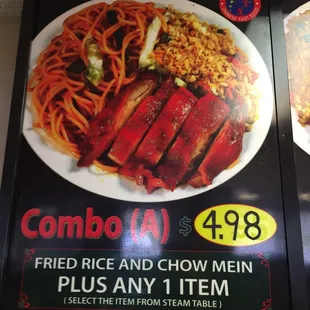 Combo (A) $ 4.98
FRIED RICE AND CHOW MEIN
PLUS ANY 1 ITEM
( SELECT THE ITEM FROM STEAM TABLE )